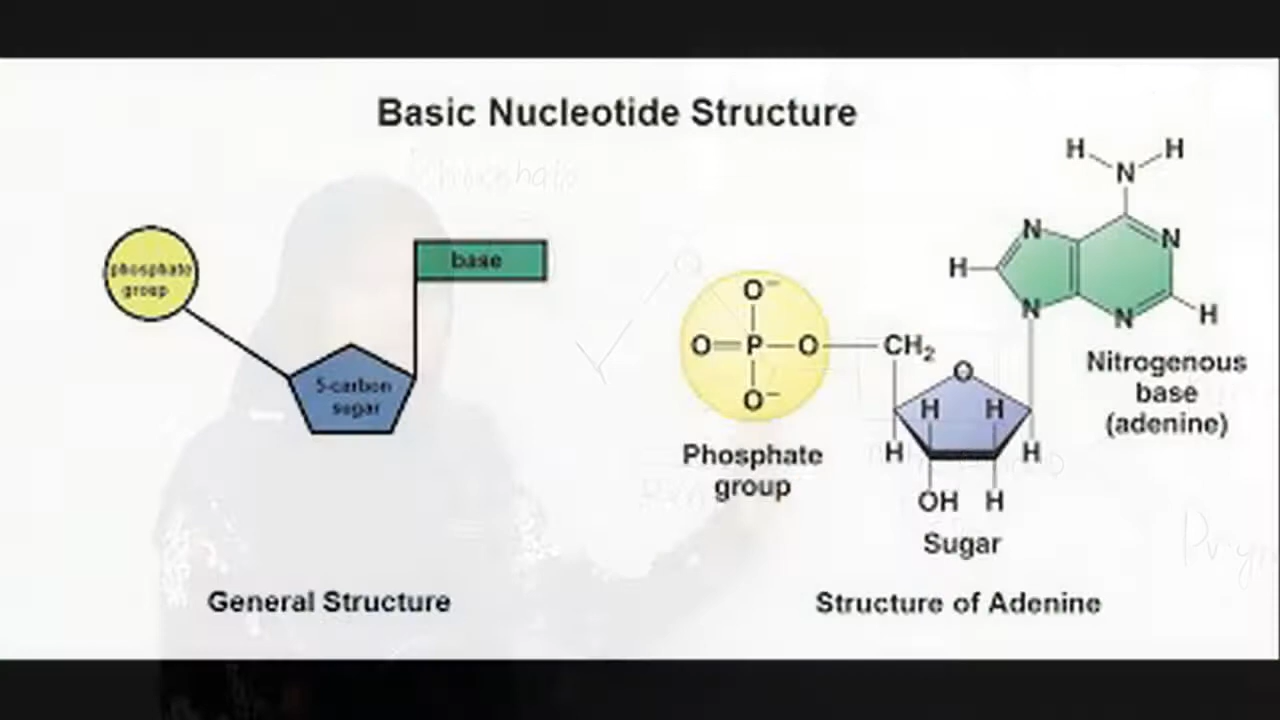 Basic Nucleotide Structure
phosphate
group
base
5-carbon
sugar
General Structure
H H
N
N N
H
N N H
O⁻
O=P—O—CH₂
O⁻
O
H H
H H
OH H
Phosphate
group
Sugar
Nitrogenous
base
(adenine)
Structure of Adenine